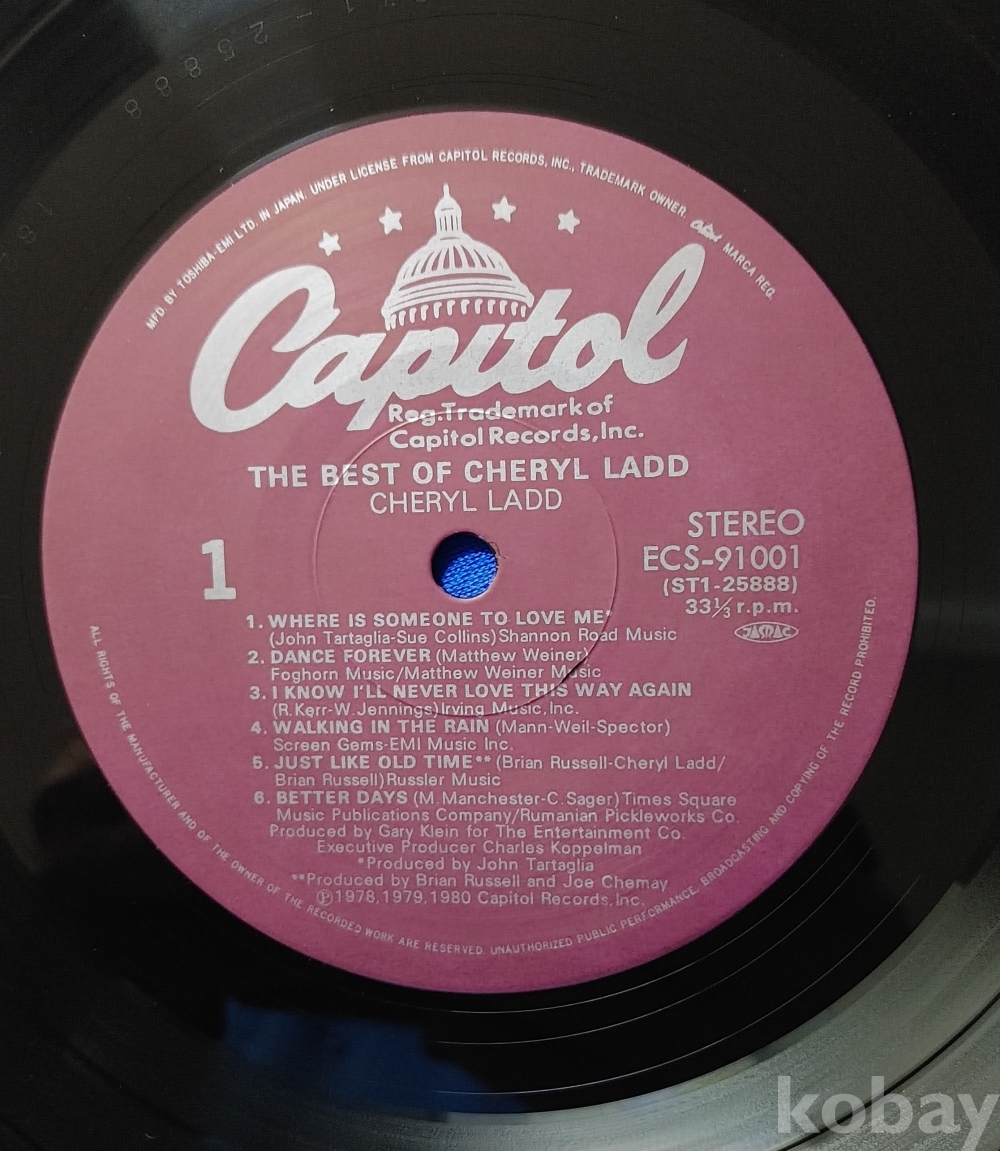 MFD. BY TOSHIBA-EMI LTD. IN JAPAN, UNDER LICENSE FROM CAPITOL RECORDS, INC., TRADEMARK OWNER. Capitol MARCA REG.
Capitol
Reg.Trademark of
Capitol Records,Inc.
THE BEST OF CHERYL LADD
CHERYL LADD
1
STEREO
ECS-91001
(ST1-25888)
33⅓ r.p.m.
JASRAC
1. WHERE IS SOMEONE TO LOVE ME*
(John Tartaglia-Sue Collins)Shannon Road Music
2. DANCE FOREVER (Matthew Weiner)
Foghorn Music/Matthew Weiner Music
3. I KNOW I'LL NEVER LOVE THIS WAY AGAIN
(R.Kerr-W.Jennings)Irving Music,Inc.
4. WALKING IN THE RAIN (Mann-Weil-Spector)
Screen Gems-EMI Music Inc.
5. JUST LIKE OLD TIME** (Brian Russell-Cheryl Ladd/
Brian Russell)Russler Music
6. BETTER DAYS (M.Manchester-C.Sager)Times Square
Music Publications Company/Rumanian Pickleworks Co.
Produced by Gary Klein for The Entertainment Co.
Executive Producer Charles Koppelman
*Produced by John Tartaglia
**Produced by Brian Russell and Joe Chemay
Ⓟ1978,1979,1980 Capitol Records,Inc.
ALL RIGHTS OF THE MANUFACTURER AND OF THE OWNER OF THE RECORDED WORK ARE RESERVED. UNAUTHORIZED PUBLIC PERFORMANCE, BROADCASTING AND COPYING OF THE RECORD PROHIBITED.
kobay